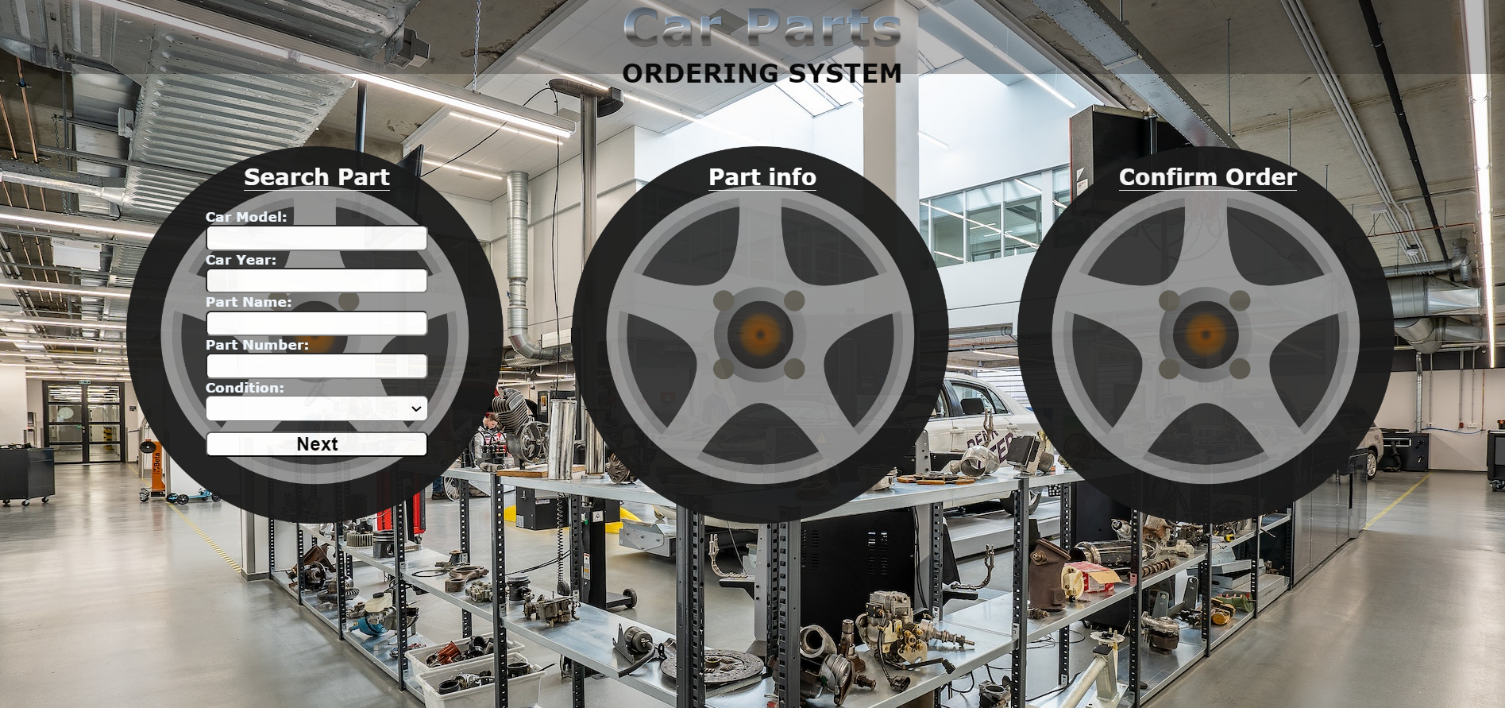 Car Parts
ORDERING SYSTEM
Search Part
Car Model:
Car Year:
Part Name:
Part Number:
Condition:
Next
Part info
Confirm Order